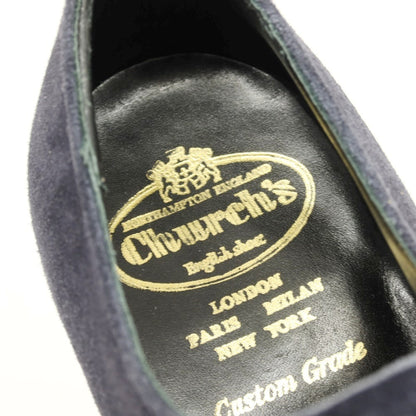 NORTHAMPTON ENGLAND
Church's
English shoes
LONDON
PARIS MILAN
NEW YORK
Custom Grade